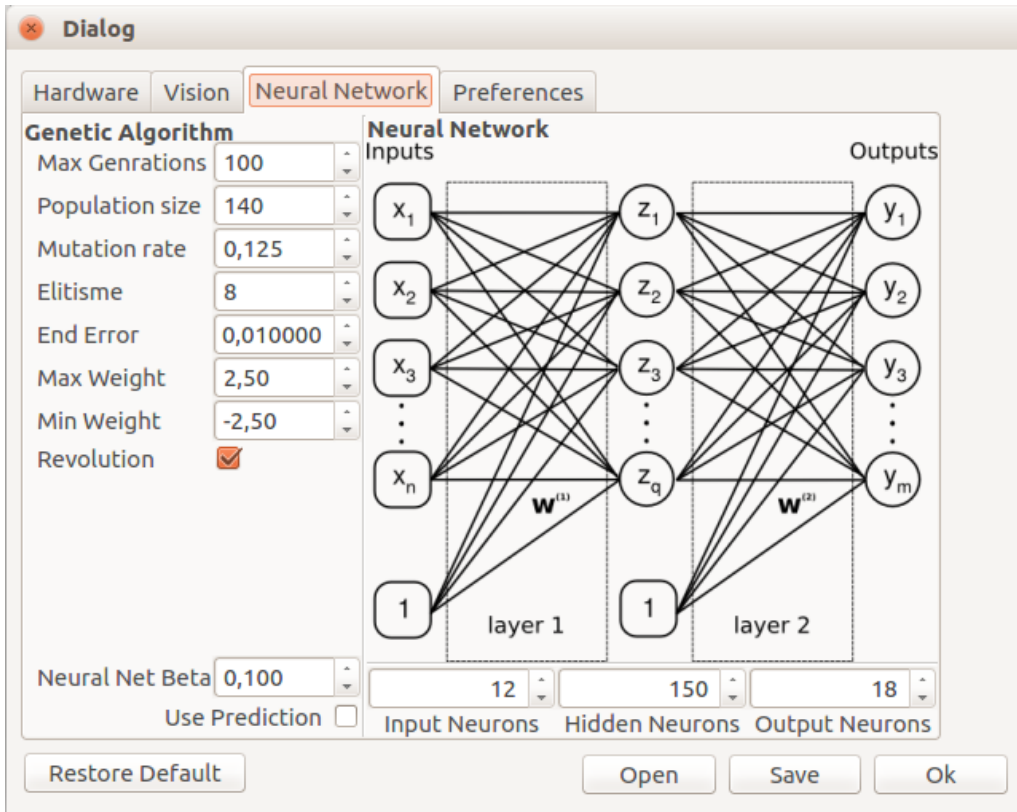 Dialog
Hardware Vision Neural Network Preferences
Genetic Algorithm
Max Genrations 100
Population size 140
Mutation rate 0,125
Elitisme 8
End Error 0,010000
Max Weight 2,50
Min Weight -2,50
Revolution
Neural Net Beta 0,100
Use Prediction
Neural Network
Inputs Outputs
x1 z1 y1
x2 z2 y2
x3 z3 y3
xn zq ym
W(1) W(2)
1 1
layer 1 layer 2
12 150 18
Input Neurons Hidden Neurons Output Neurons
Restore Default Open Save Ok